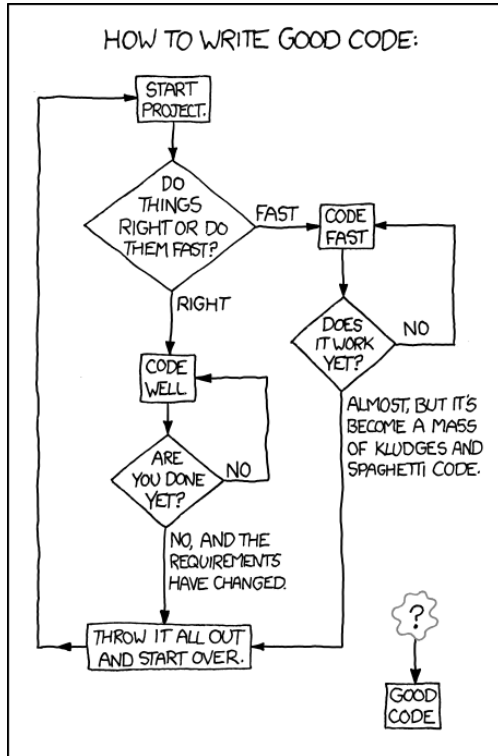 HOW TO WRITE GOOD CODE:
START
PROJECT.
DO
THINGS
RIGHT OR DO
THEM FAST?
FAST
CODE
FAST
RIGHT
DOES
IT WORK
YET?
NO
CODE
WELL
ALMOST, BUT IT'S
BECOME A MASS
OF KLUDGES AND
SPAGHETTI CODE.
ARE
YOU DONE
YET?
NO
NO, AND THE
REQUIREMENTS
HAVE CHANGED.
THROW IT ALL OUT
AND START OVER.
?
GOOD
CODE